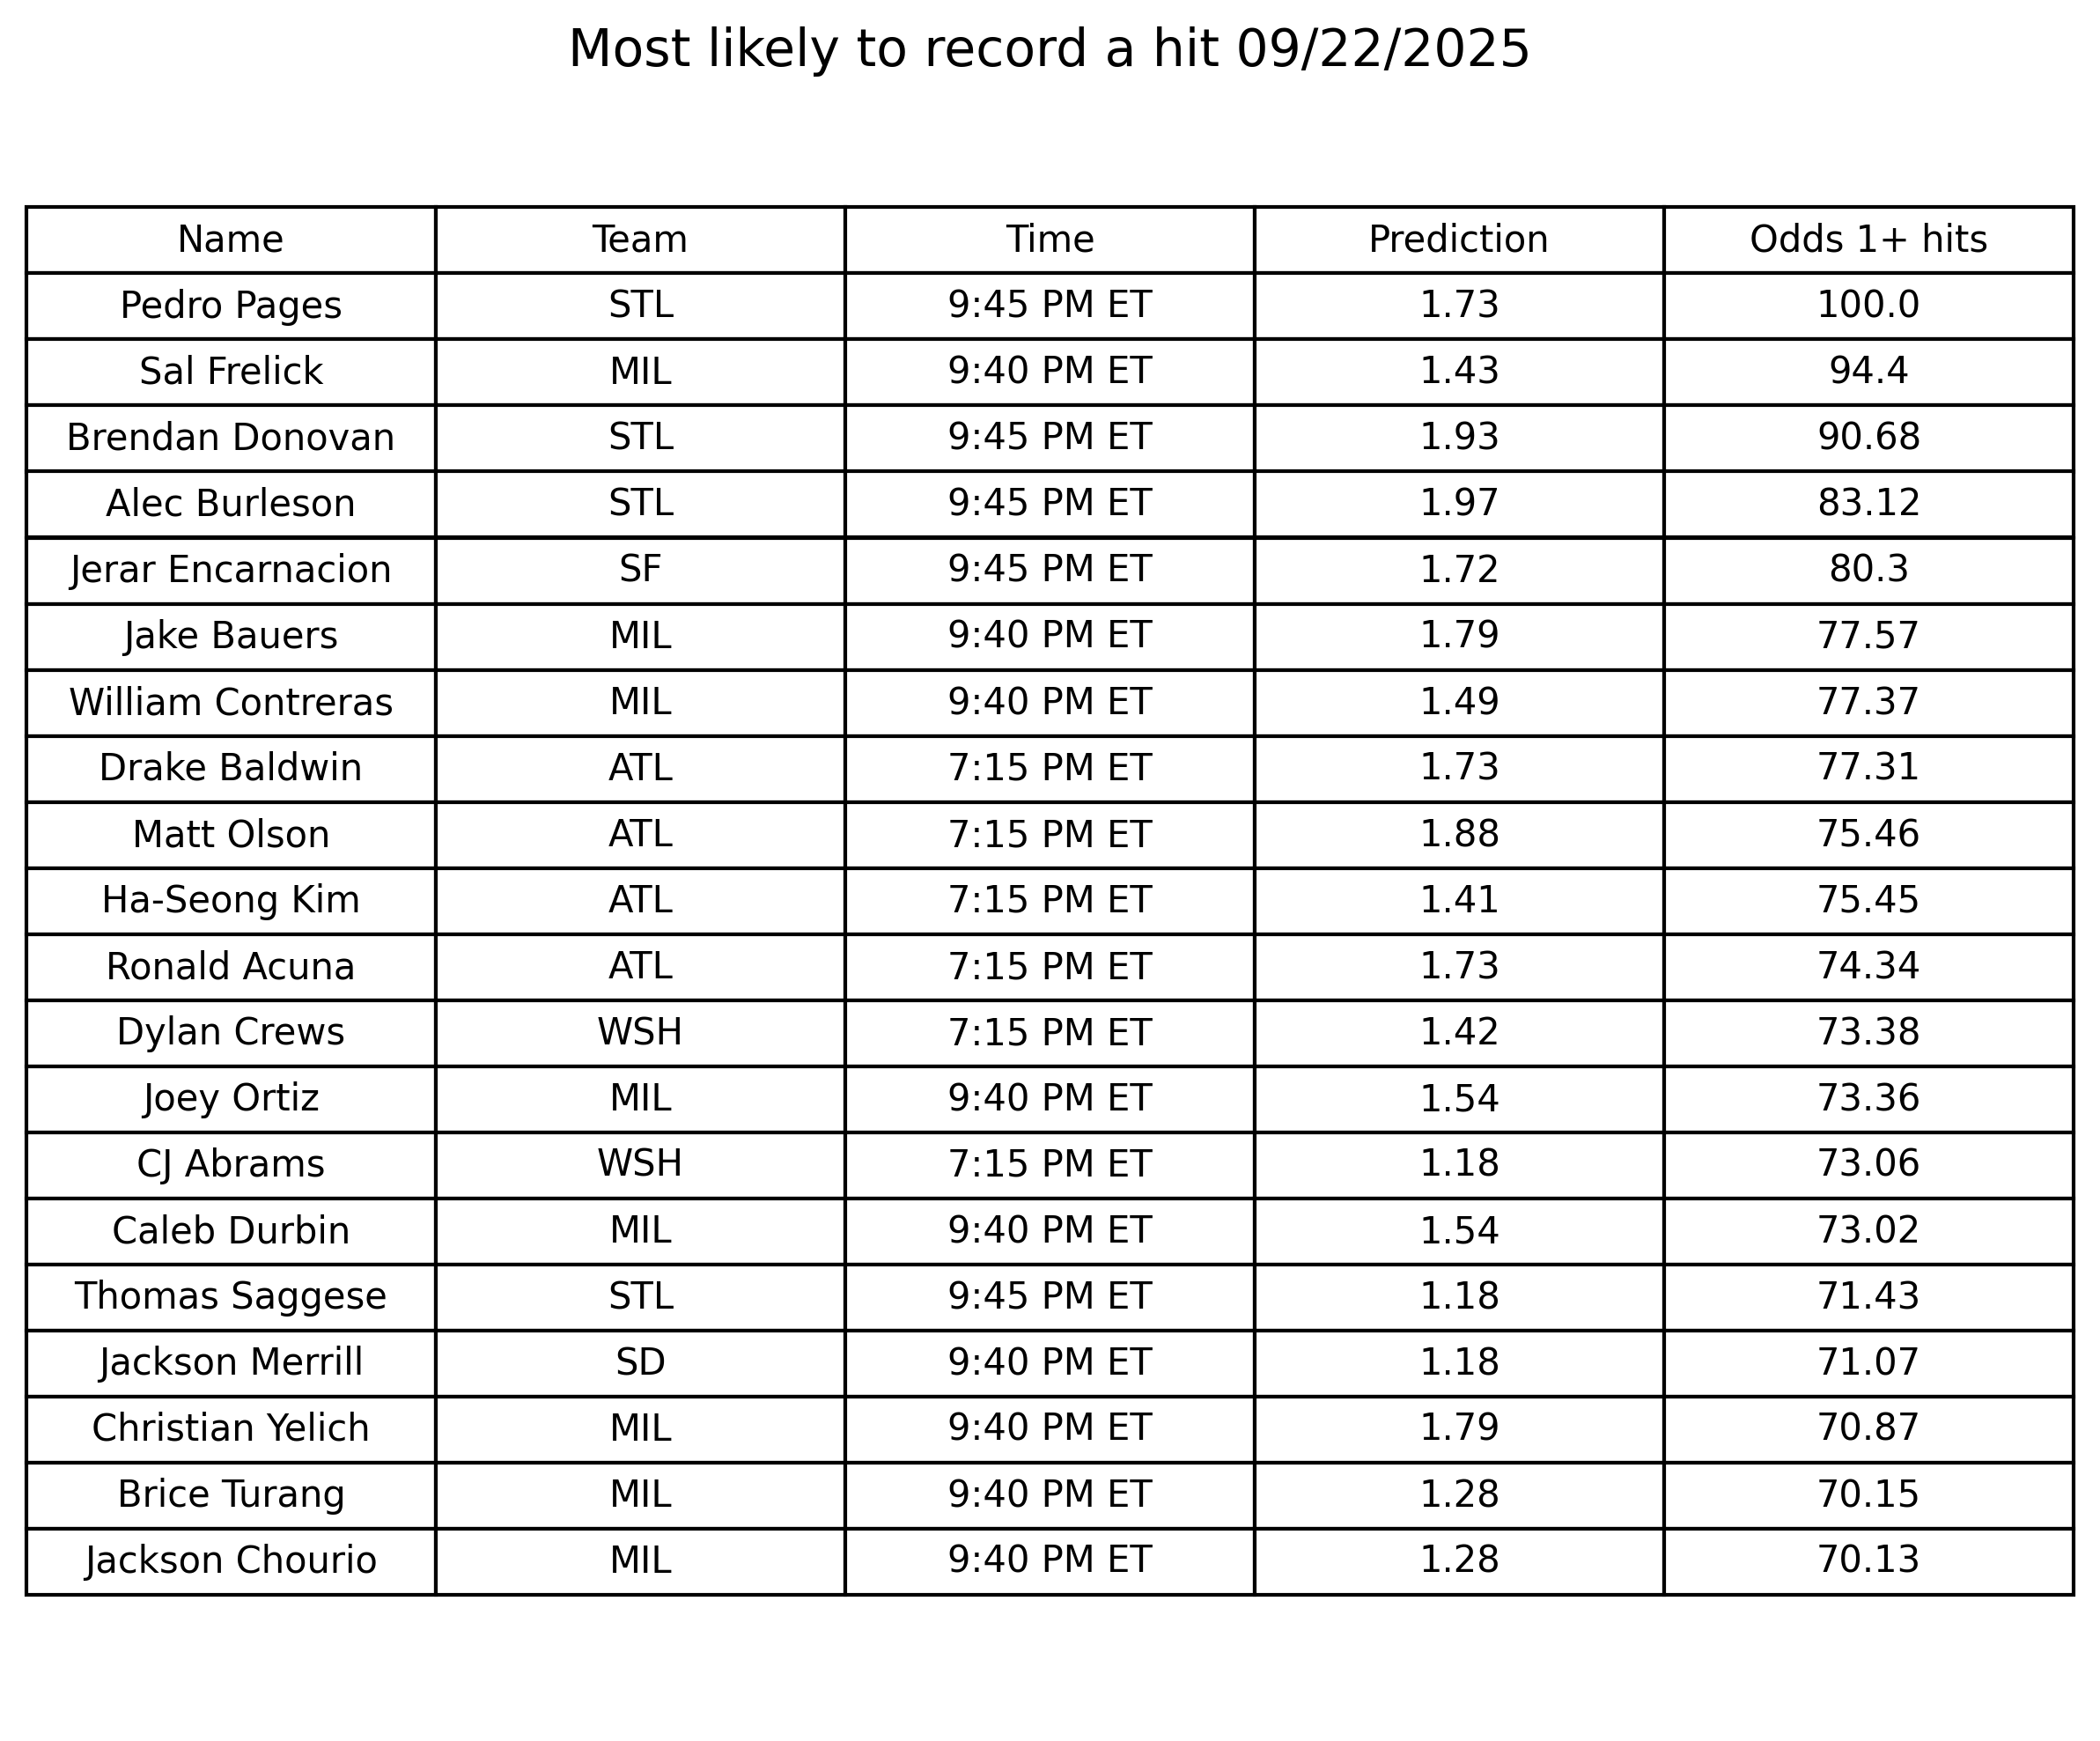 Most likely to record a hit 09/22/2025
Name Team Time Prediction Odds 1+ hits
Pedro Pages STL 9:45 PM ET 1.73 100.0
Sal Frelick MIL 9:40 PM ET 1.43 94.4
Brendan Donovan STL 9:45 PM ET 1.93 90.68
Alec Burleson STL 9:45 PM ET 1.97 83.12
Jerar Encarnacion SF 9:45 PM ET 1.72 80.3
Jake Bauers MIL 9:40 PM ET 1.79 77.57
William Contreras MIL 9:40 PM ET 1.49 77.37
Drake Baldwin ATL 7:15 PM ET 1.73 77.31
Matt Olson ATL 7:15 PM ET 1.88 75.46
Ha-Seong Kim ATL 7:15 PM ET 1.41 75.45
Ronald Acuna ATL 7:15 PM ET 1.73 74.34
Dylan Crews WSH 7:15 PM ET 1.42 73.38
Joey Ortiz MIL 9:40 PM ET 1.54 73.36
CJ Abrams WSH 7:15 PM ET 1.18 73.06
Caleb Durbin MIL 9:40 PM ET 1.54 73.02
Thomas Saggese STL 9:45 PM ET 1.18 71.43
Jackson Merrill SD 9:40 PM ET 1.18 71.07
Christian Yelich MIL 9:40 PM ET 1.79 70.87
Brice Turang MIL 9:40 PM ET 1.28 70.15
Jackson Chourio MIL 9:40 PM ET 1.28 70.13